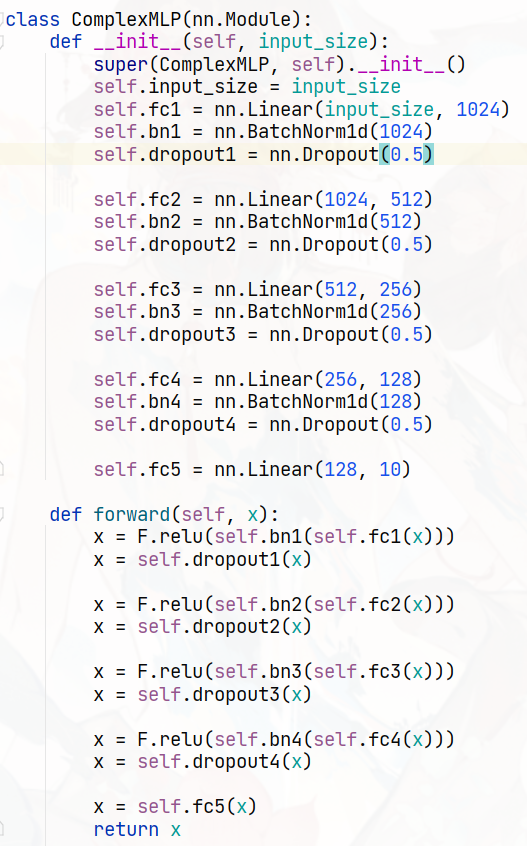 class ComplexMLP(nn.Module):
    def __init__(self, input_size):
        super(ComplexMLP, self).__init__()
        self.input_size = input_size
        self.fc1 = nn.Linear(input_size, 1024)
        self.bn1 = nn.BatchNorm1d(1024)
        self.dropout1 = nn.Dropout(0.5)

        self.fc2 = nn.Linear(1024, 512)
        self.bn2 = nn.BatchNorm1d(512)
        self.dropout2 = nn.Dropout(0.5)

        self.fc3 = nn.Linear(512, 256)
        self.bn3 = nn.BatchNorm1d(256)
        self.dropout3 = nn.Dropout(0.5)

        self.fc4 = nn.Linear(256, 128)
        self.bn4 = nn.BatchNorm1d(128)
        self.dropout4 = nn.Dropout(0.5)

        self.fc5 = nn.Linear(128, 10)

    def forward(self, x):
        x = F.relu(self.bn1(self.fc1(x)))
        x = self.dropout1(x)

        x = F.relu(self.bn2(self.fc2(x)))
        x = self.dropout2(x)

        x = F.relu(self.bn3(self.fc3(x)))
        x = self.dropout3(x)

        x = F.relu(self.bn4(self.fc4(x)))
        x = self.dropout4(x)

        x = self.fc5(x)
        return x